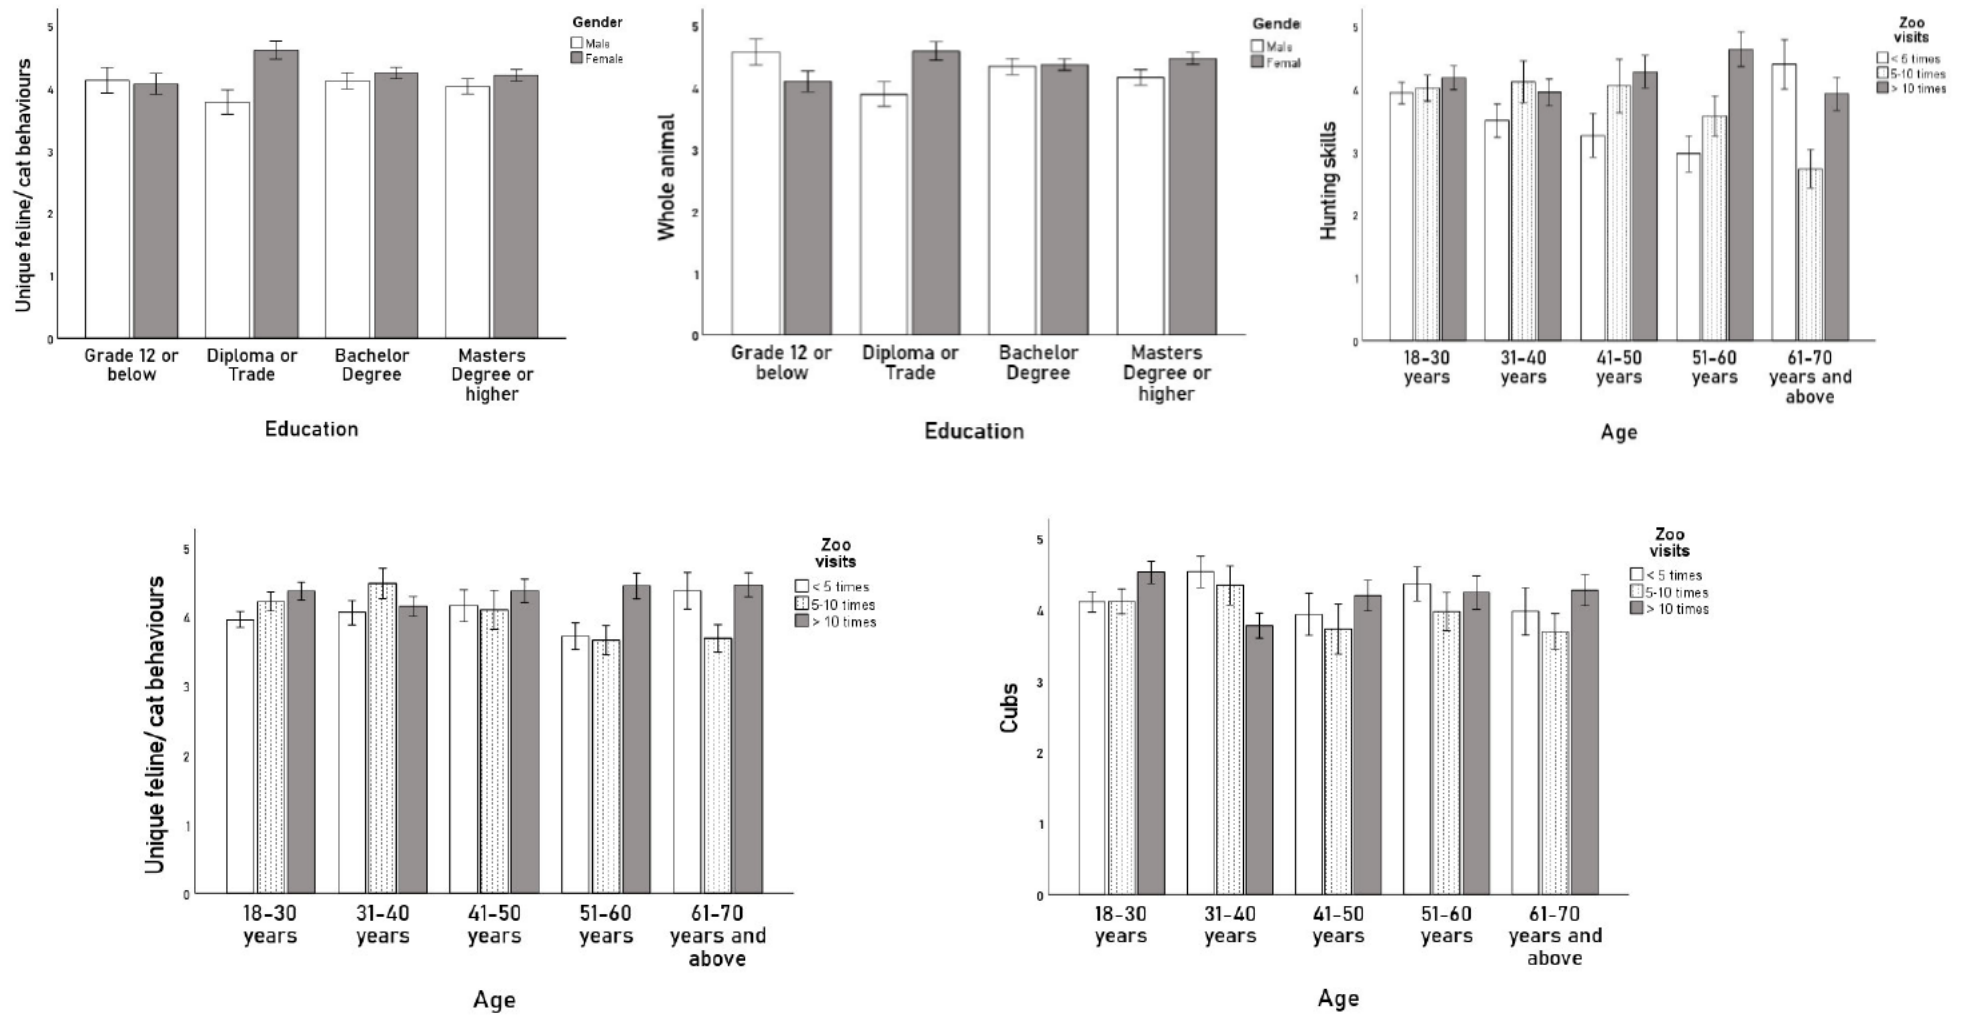 Unique feline/ cat behaviours
5
4
3
2
1
0
Grade 12 or
below
Diploma or
Trade
Bachelor
Degree
Masters
Degree or
higher
Education
Gender
Male
Female
Whole animal
5
4
3
2
1
0
Grade 12 or
below
Diploma or
Trade
Bachelor
Degree
Masters
Degree or
higher
Education
Gende
Male
Femal
Hunting skills
5
4
3
2
1
0
18-30
years
31-40
years
41-50
years
51-60
years
61-70
years and
above
Age
Zoo
visits
< 5 times
5-10 times
> 10 times
Unique feline/ cat behaviours
5
4
3
2
1
0
18-30
years
31-40
years
41-50
years
51-60
years
61-70
years and
above
Age
Zoo
visits
< 5 times
5-10 times
> 10 times
Cubs
5
4
3
2
1
0
18-30
years
31-40
years
41-50
years
51-60
years
61-70
years and
above
Age
Zoo
visits
< 5 times
5-10 times
> 10 times